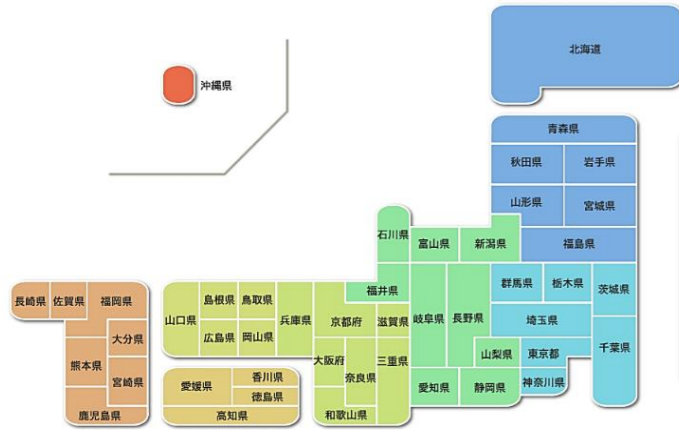 北海道
沖縄県
青森県
秋田県
岩手県
山形県
宮城県
石川県
富山県
新潟県
福島県
福井県
岐阜県
長野県
群馬県
栃木県
茨城県
長崎県
佐賀県
福岡県
山口県
島根県
鳥取県
兵庫県
京都府
滋賀県
埼玉県
大分県
広島県
岡山県
大阪府
奈良県
三重県
山梨県
東京都
千葉県
熊本県
宮崎県
愛媛県
香川県
徳島県
愛知県
静岡県
神奈川県
鹿児島県
高知県
和歌山県